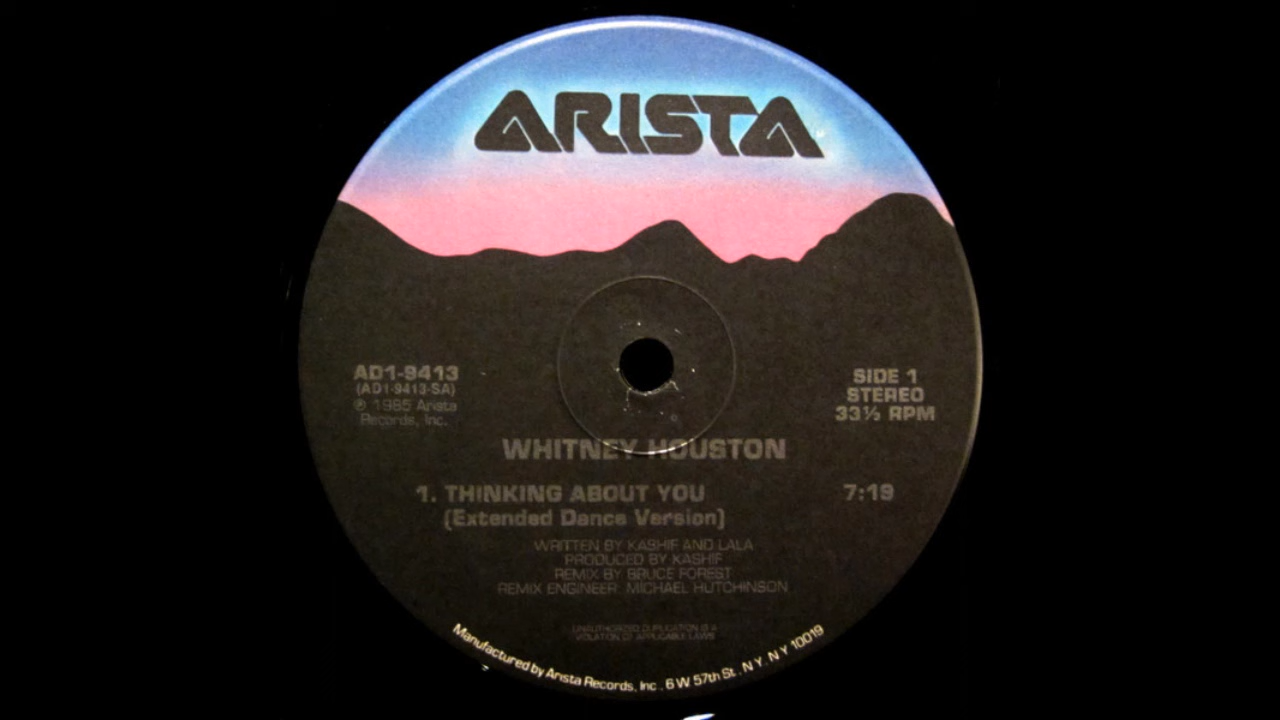 ARISTA
AD1-9413
(AD1-9413-SA)
℗ 1985 Arista
Records, Inc.
SIDE 1
STEREO
33⅓ RPM
WHITNEY HOUSTON
1. THINKING ABOUT YOU 7:19
(Extended Dance Version)
WRITTEN BY KASHIF AND LALA
PRODUCED BY KASHIF
REMIX BY BRUCE FOREST
REMIX ENGINEER: MICHAEL HUTCHINSON
UNAUTHORIZED DUPLICATION IS A
VIOLATION OF APPLICABLE LAWS
Manufactured by Arista Records, Inc., 6 W. 57th St., N.Y. N.Y. 10019